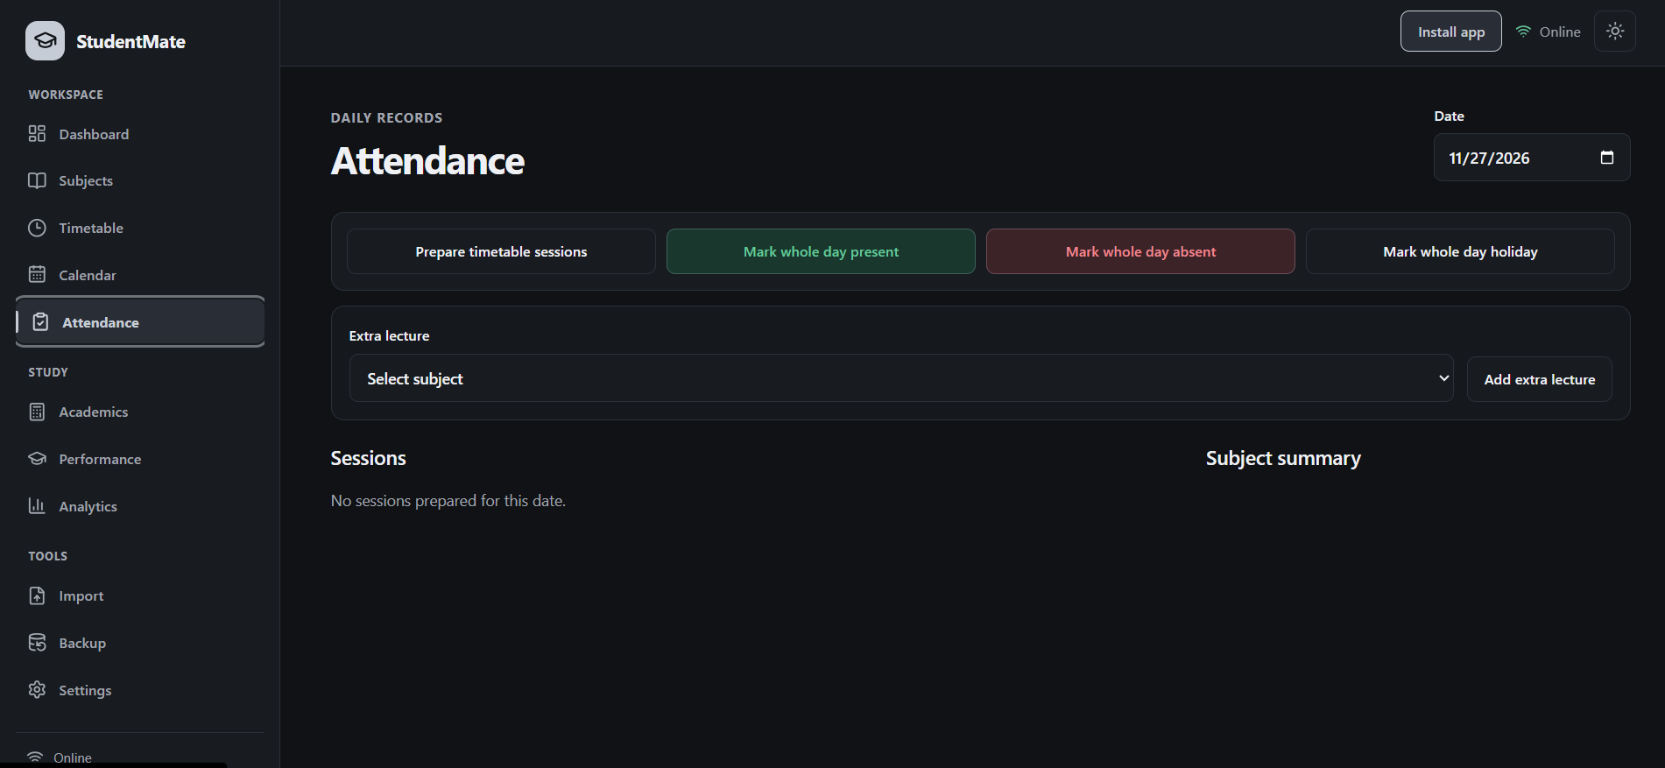 StudentMate
WORKSPACE
Dashboard
Subjects
Timetable
Calendar
Attendance
STUDY
Academics
Performance
Analytics
TOOLS
Import
Backup
Settings
Online
Install app
Online
DAILY RECORDS
Attendance
Date
11/27/2026
Prepare timetable sessions
Mark whole day present
Mark whole day absent
Mark whole day holiday
Extra lecture
Select subject
Add extra lecture
Sessions
No sessions prepared for this date.
Subject summary